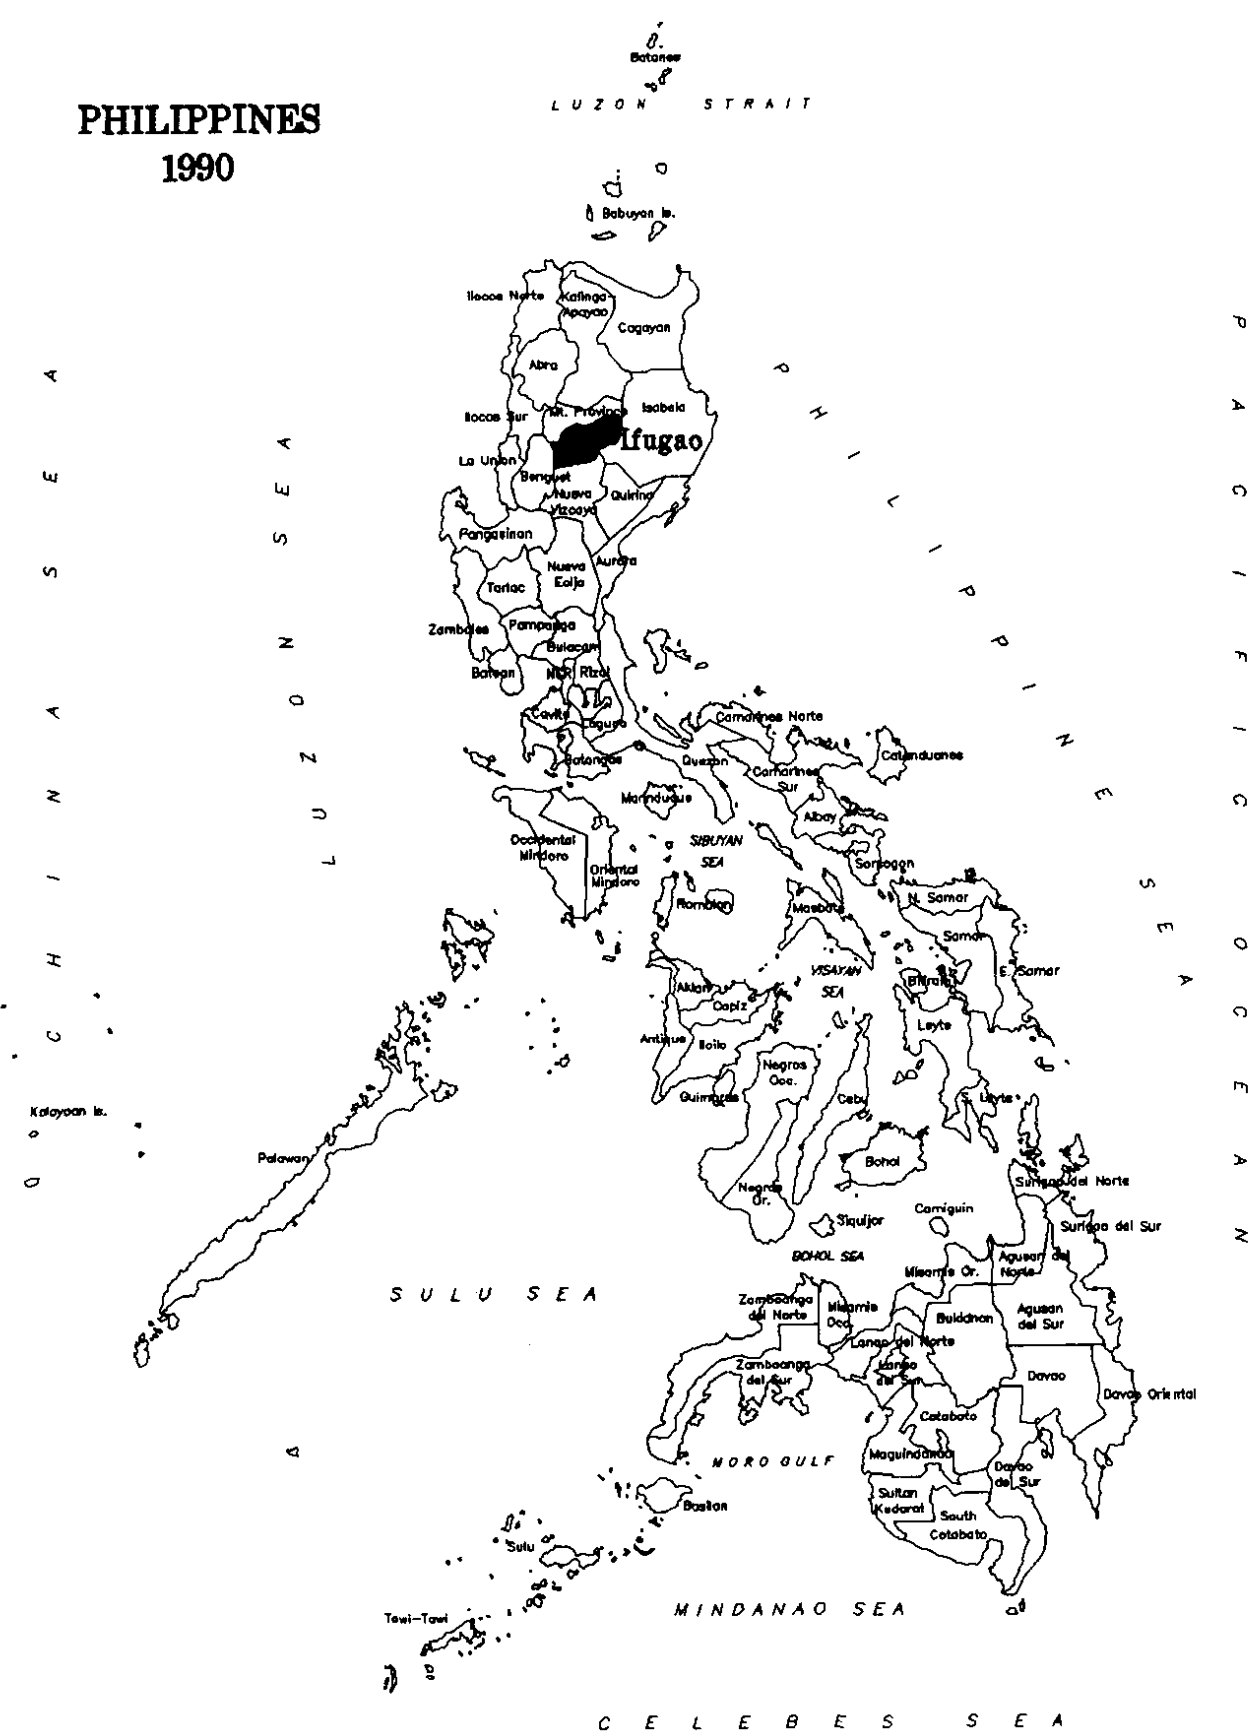 Batanes
LUZON STRAIT
PHILIPPINES
1990
Babuyan Is.
Ilocos Norte
Kalinga-
Apayao
Cagayan
Abra
Ilocos Sur
Mt. Province
Isabela
Ifugao
La Union
Benguet
Nueva
Vizcaya
Quirino
Pangasinan
Nueva
Ecija
Aurora
Tarlac
Zambales
Pampanga
Bulacan
Bataan
NCR
Rizal
Cavite
Laguna
Batangas
Quezon
Camarines Norte
Camarines
Sur
Catanduanes
Marinduque
Albay
Occidental
Mindoro
Oriental
Mindoro
SIBUYAN
SEA
Sorsogon
Romblon
Masbate
N. Samar
Samar
E. Samar
VISAYAN
SEA
Biliran
Aklan
Capiz
Antique
Iloilo
Leyte
Negros
Occ.
Guimaras
Cebu
S. Leyte
Kalayaan Is.
Palawan
Bohol
Negros
Or.
Siquijor
Camiguin
Surigao del Norte
Surigao del Sur
BOHOL SEA
Misamis Or.
Agusan del
Norte
SULU SEA
Zamboanga
del Norte
Misamis
Occ.
Bukidnon
Agusan
del Sur
Lanao del Norte
Lanao
del Sur
Zamboanga
del Sur
Davao
Davao Oriental
Cotabato
MORO GULF
Maguindanao
Davao
del Sur
Sultan
Kudarat
South
Cotabato
Basilan
Sulu
Tawi-Tawi
MINDANAO SEA
CELEBES SEA
CHINA SEA
LUZON SEA
PHILIPPINE SEA
PACIFIC OCEAN